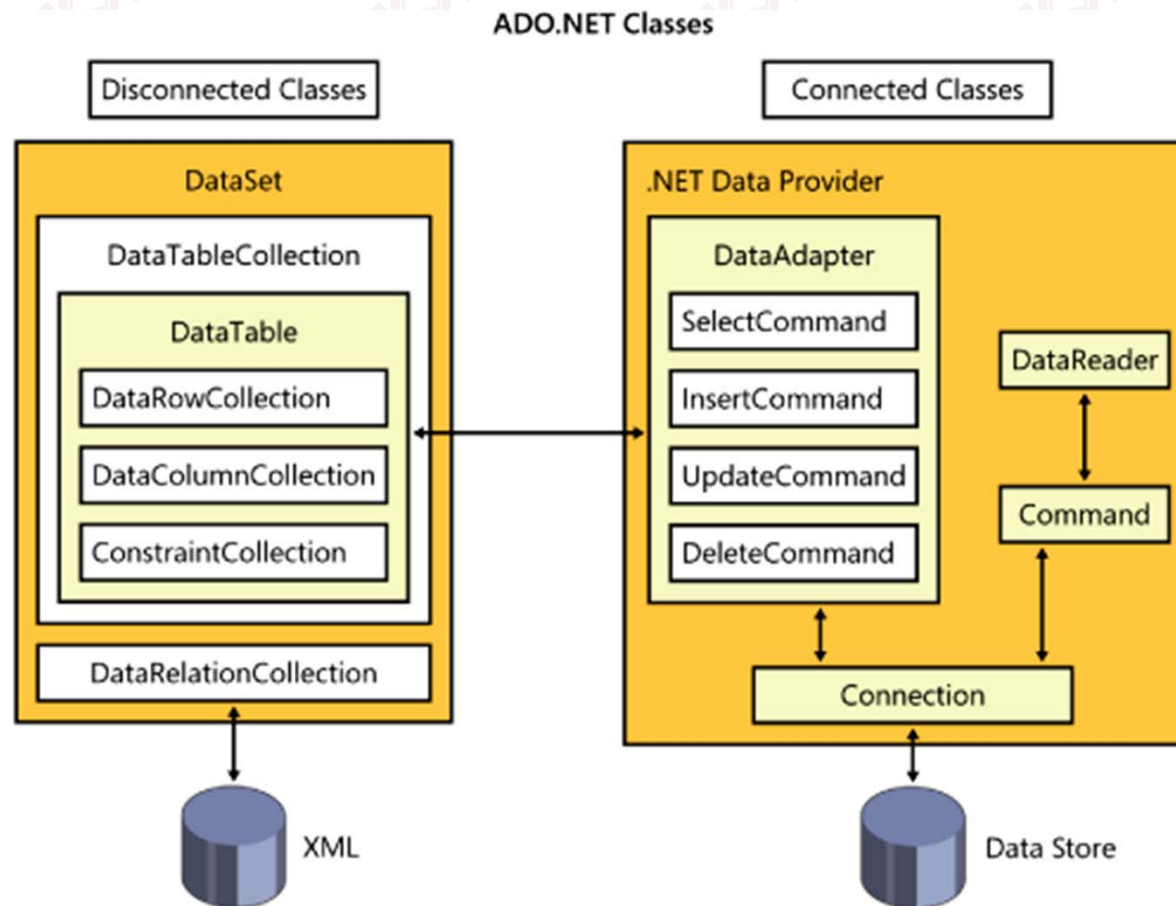 ADO.NET Classes
Disconnected Classes
DataSet
DataTableCollection
DataTable
DataRowCollection
DataColumnCollection
ConstraintCollection
DataRelationCollection
XML
Connected Classes
.NET Data Provider
DataAdapter
SelectCommand
InsertCommand
UpdateCommand
DeleteCommand
DataReader
Command
Connection
Data Store